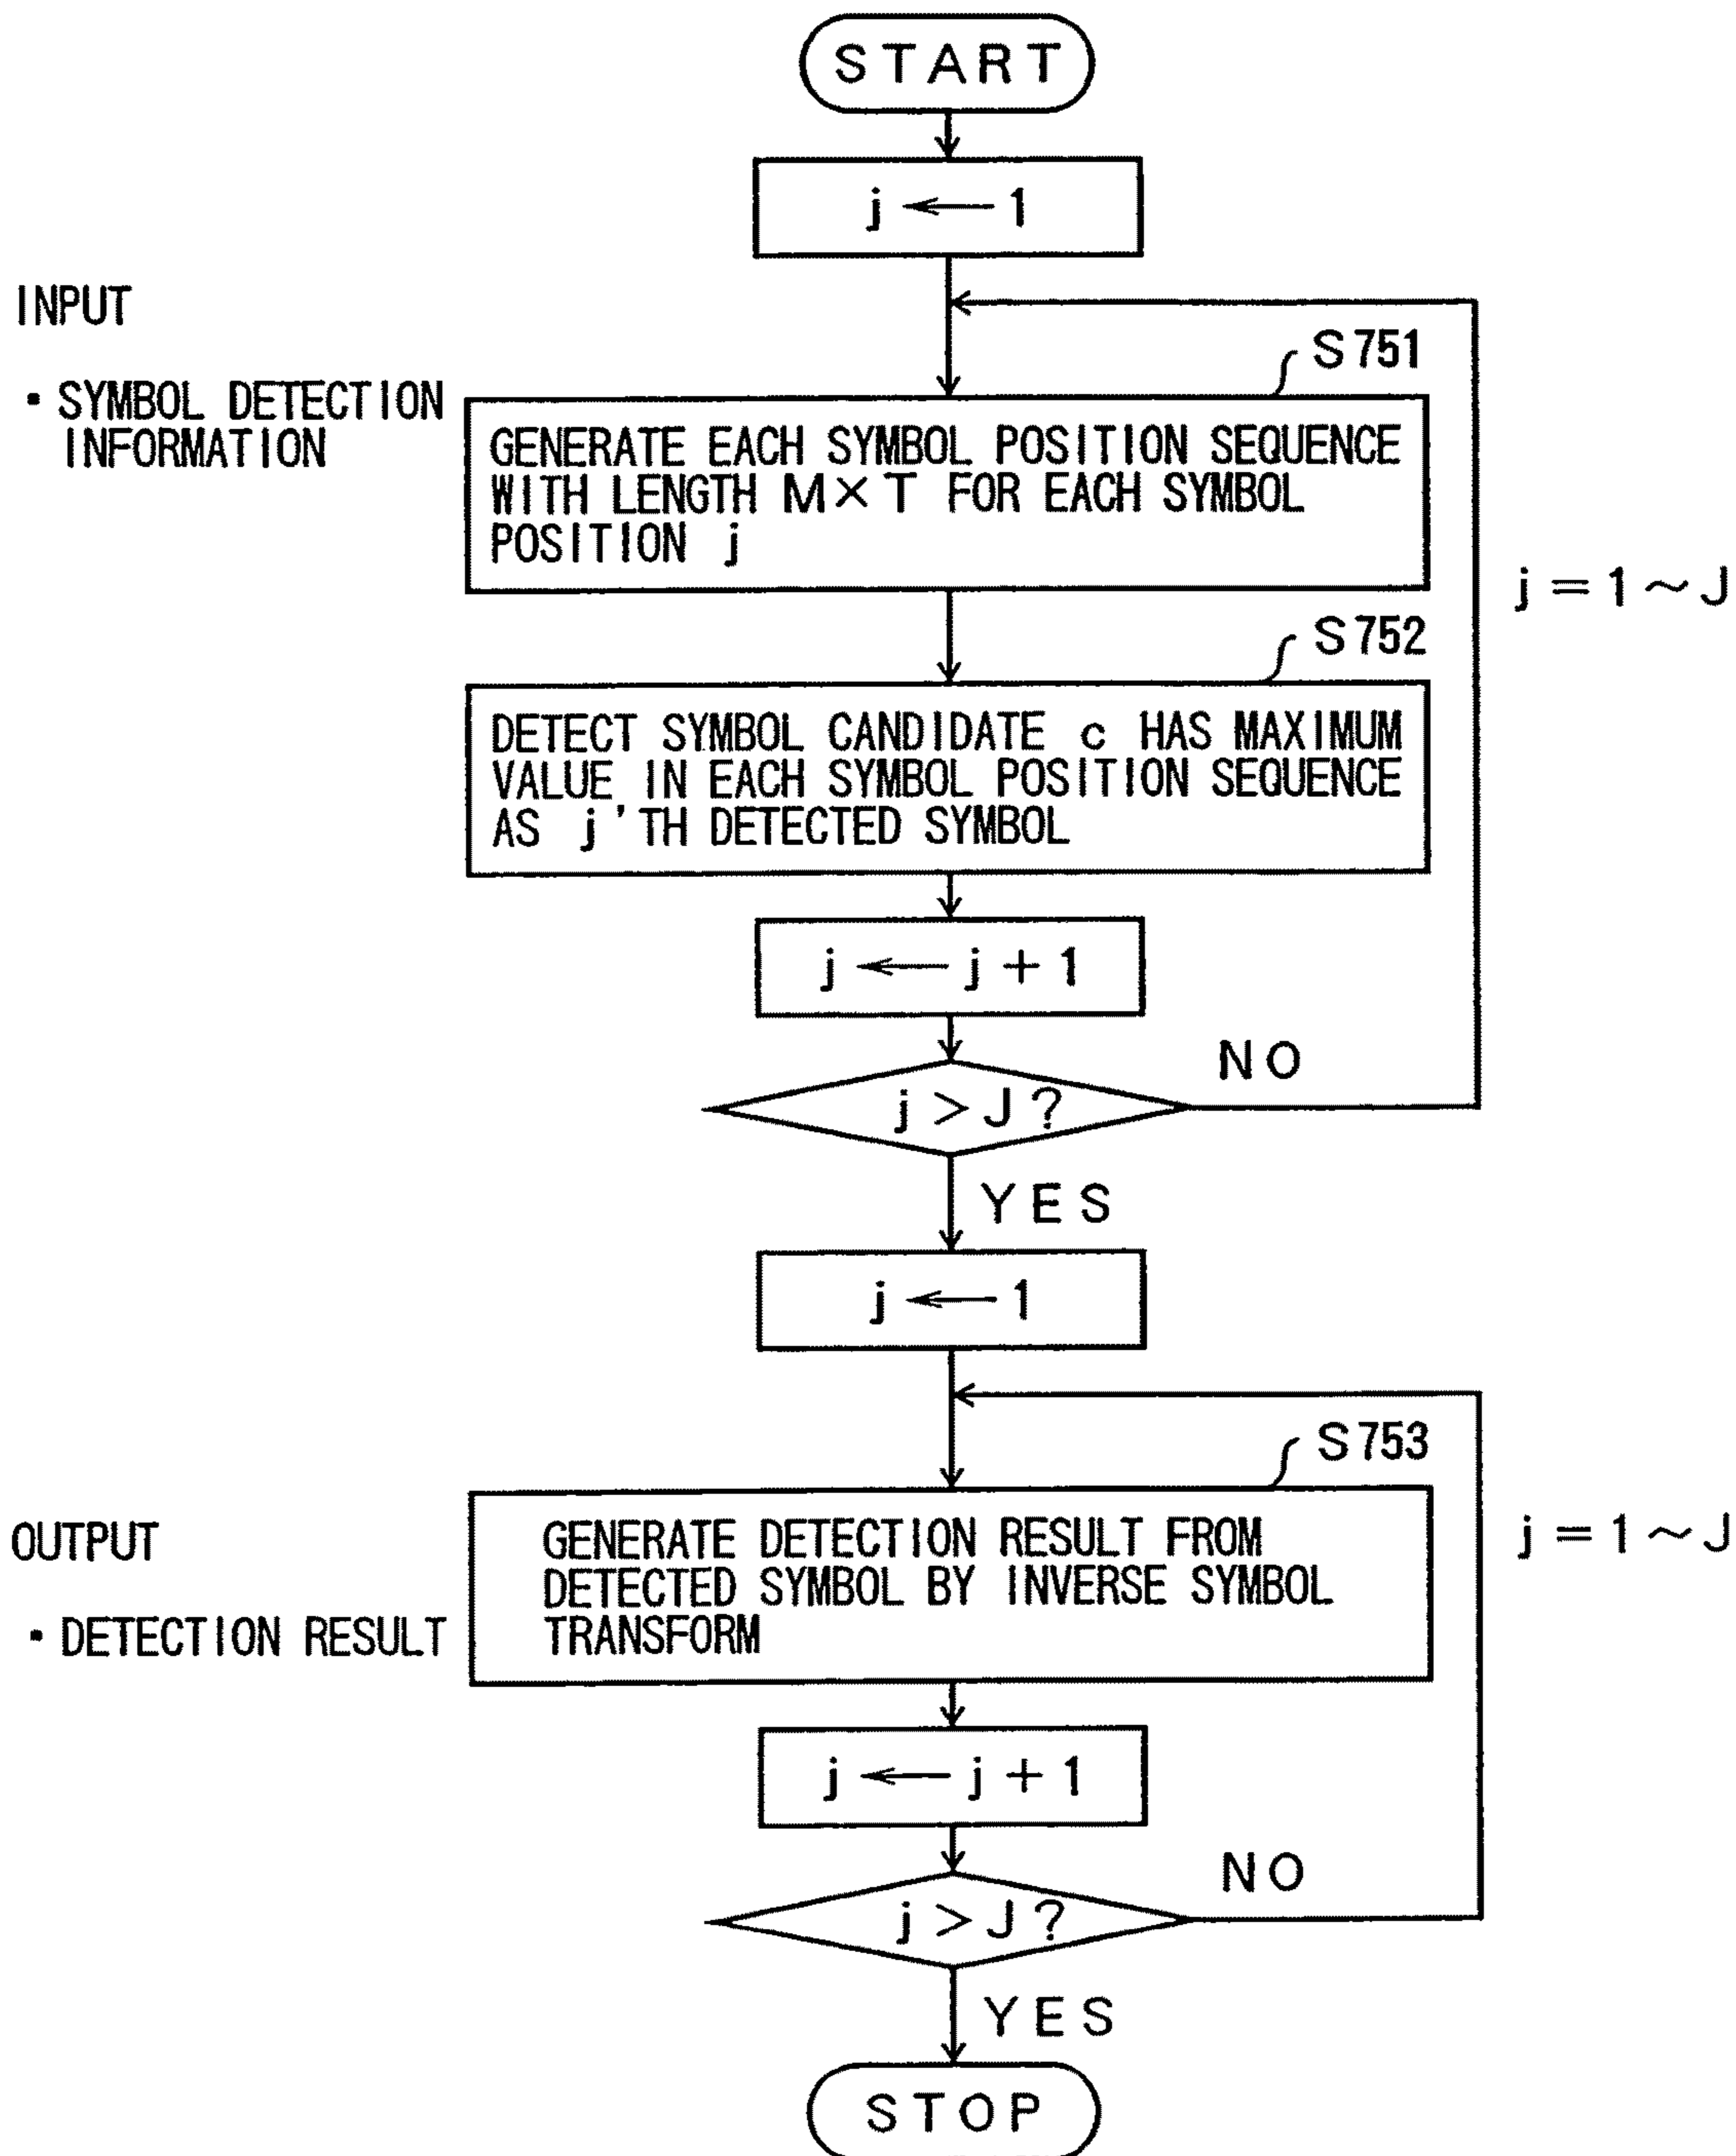 START
j ← 1
INPUT
・SYMBOL DETECTION
INFORMATION
S751
GENERATE EACH SYMBOL POSITION SEQUENCE
WITH LENGTH M×T FOR EACH SYMBOL
POSITION j
j = 1 ~ J
S752
DETECT SYMBOL CANDIDATE c HAS MAXIMUM
VALUE IN EACH SYMBOL POSITION SEQUENCE
AS j'TH DETECTED SYMBOL
j ← j + 1
NO
j > J ?
YES
j ← 1
S753
OUTPUT
・DETECTION RESULT
GENERATE DETECTION RESULT FROM
DETECTED SYMBOL BY INVERSE SYMBOL
TRANSFORM
j = 1 ~ J
j ← j + 1
NO
j > J ?
YES
STOP